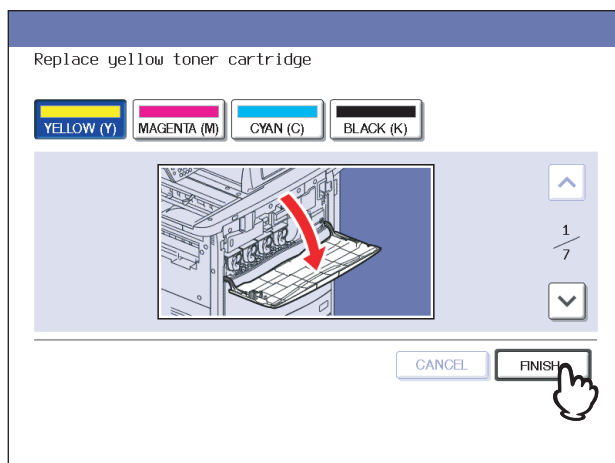 Replace yellow toner cartridge
YELLOW (Y) MAGENTA (M) CYAN (C) BLACK (K)
1
7
CANCEL FINISH